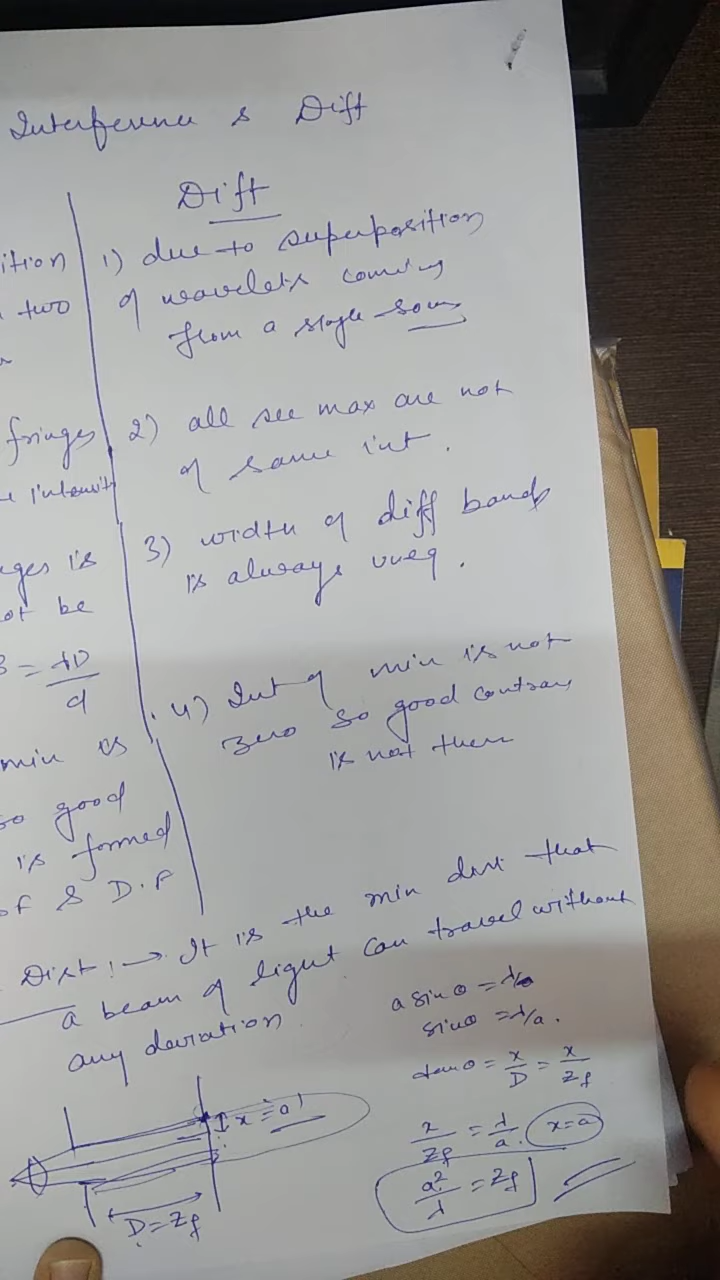 Interference & Diff
Diff
ition
two
fringes
intensit
ges is
ot be
= λD
d
min is
so good
is formed
of & D.F
1) due to superposition
of wavelets coming
from a single sour
2) all sec max are not
of same int.
3) width of diff bands
is always uneq.
4) Int of min is not
zero so good contras
is not there
Dist: → It is the min dist that
a beam of light can travel without
any deviation
a sin θ = λ
sin θ = λ/a.
tan θ = x/D = x/Zf
x/Zf = λ/a. x=a
a²/λ = Zf
x = a
D = Zf